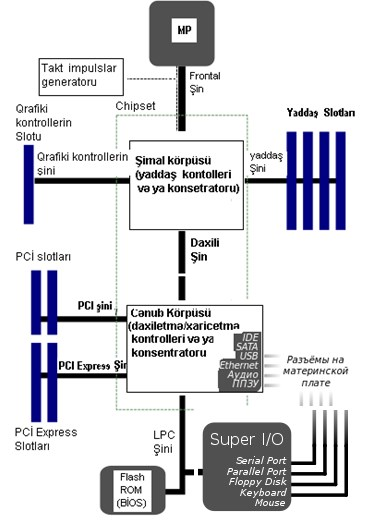 MP
Takt impulslar
generatoru
Frontal
Şin
Chipset
Qrafiki
kontrollerin
Slotu
Qrafiki kontrollerin
şini
Şimal körpüsü
(yaddaş kontolleri
və ya konsetratoru)
yaddaş
Şini
Yaddaş Slotları
Daxili
Şin
PCİ slotları
PCI şini
Cənub Körpüsü
(daxiletmə/xaricetmə
kontrolleri və ya
konsentratoru
IDE
SATA
USB
Ethernet
Аудио
ППЗУ
PCI Express Şin
Разъёмы на
материнской
плате
PCİ Express
Slotları
LPC
Şini
Super I/O
Serial Port
Parallel Port
Floppy Disk
Keyboard
Mouse
Flash
ROM
(BİOS)